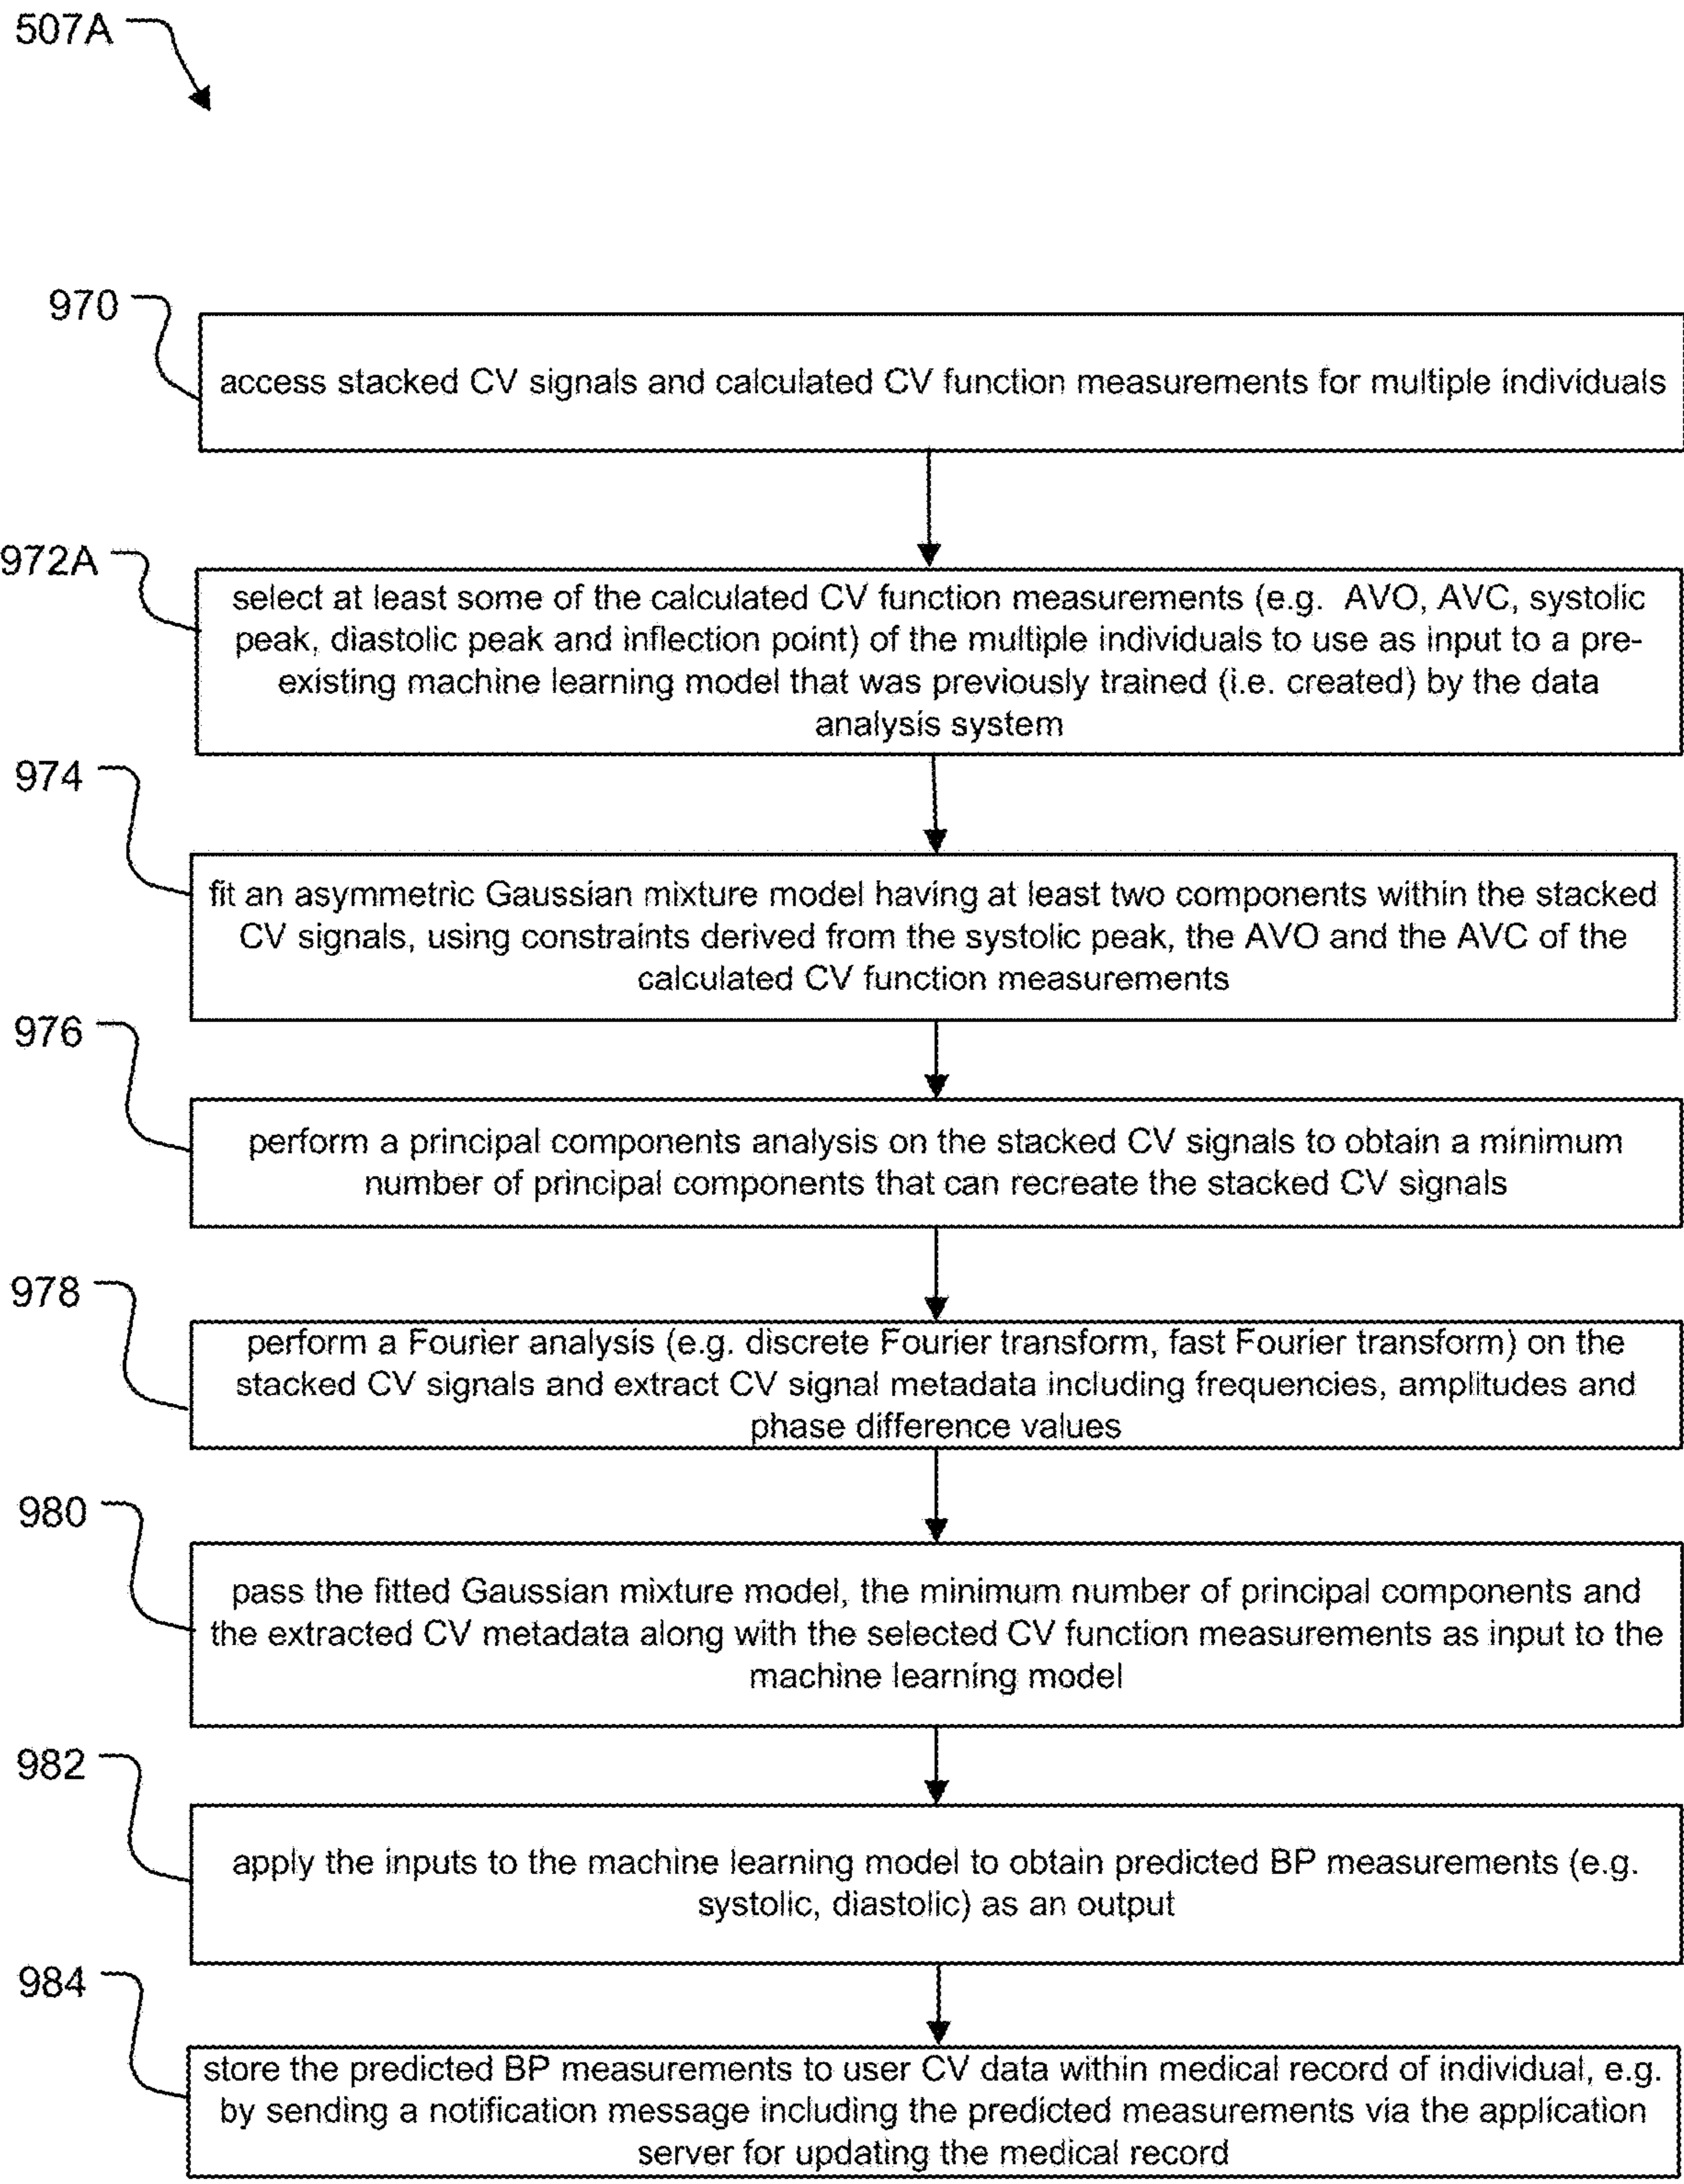 507A
970
access stacked CV signals and calculated CV function measurements for multiple individuals
972A
select at least some of the calculated CV function measurements (e.g. AVO, AVC, systolic
peak, diastolic peak and inflection point) of the multiple individuals to use as input to a pre-
existing machine learning model that was previously trained (i.e. created) by the data
analysis system
974
fit an asymmetric Gaussian mixture model having at least two components within the stacked
CV signals, using constraints derived from the systolic peak, the AVO and the AVC of the
calculated CV function measurements
976
perform a principal components analysis on the stacked CV signals to obtain a minimum
number of principal components that can recreate the stacked CV signals
978
perform a Fourier analysis (e.g. discrete Fourier transform, fast Fourier transform) on the
stacked CV signals and extract CV signal metadata including frequencies, amplitudes and
phase difference values
980
pass the fitted Gaussian mixture model, the minimum number of principal components and
the extracted CV metadata along with the selected CV function measurements as input to the
machine learning model
982
apply the inputs to the machine learning model to obtain predicted BP measurements (e.g.
systolic, diastolic) as an output
984
store the predicted BP measurements to user CV data within medical record of individual, e.g.
by sending a notification message including the predicted measurements via the application
server for updating the medical record